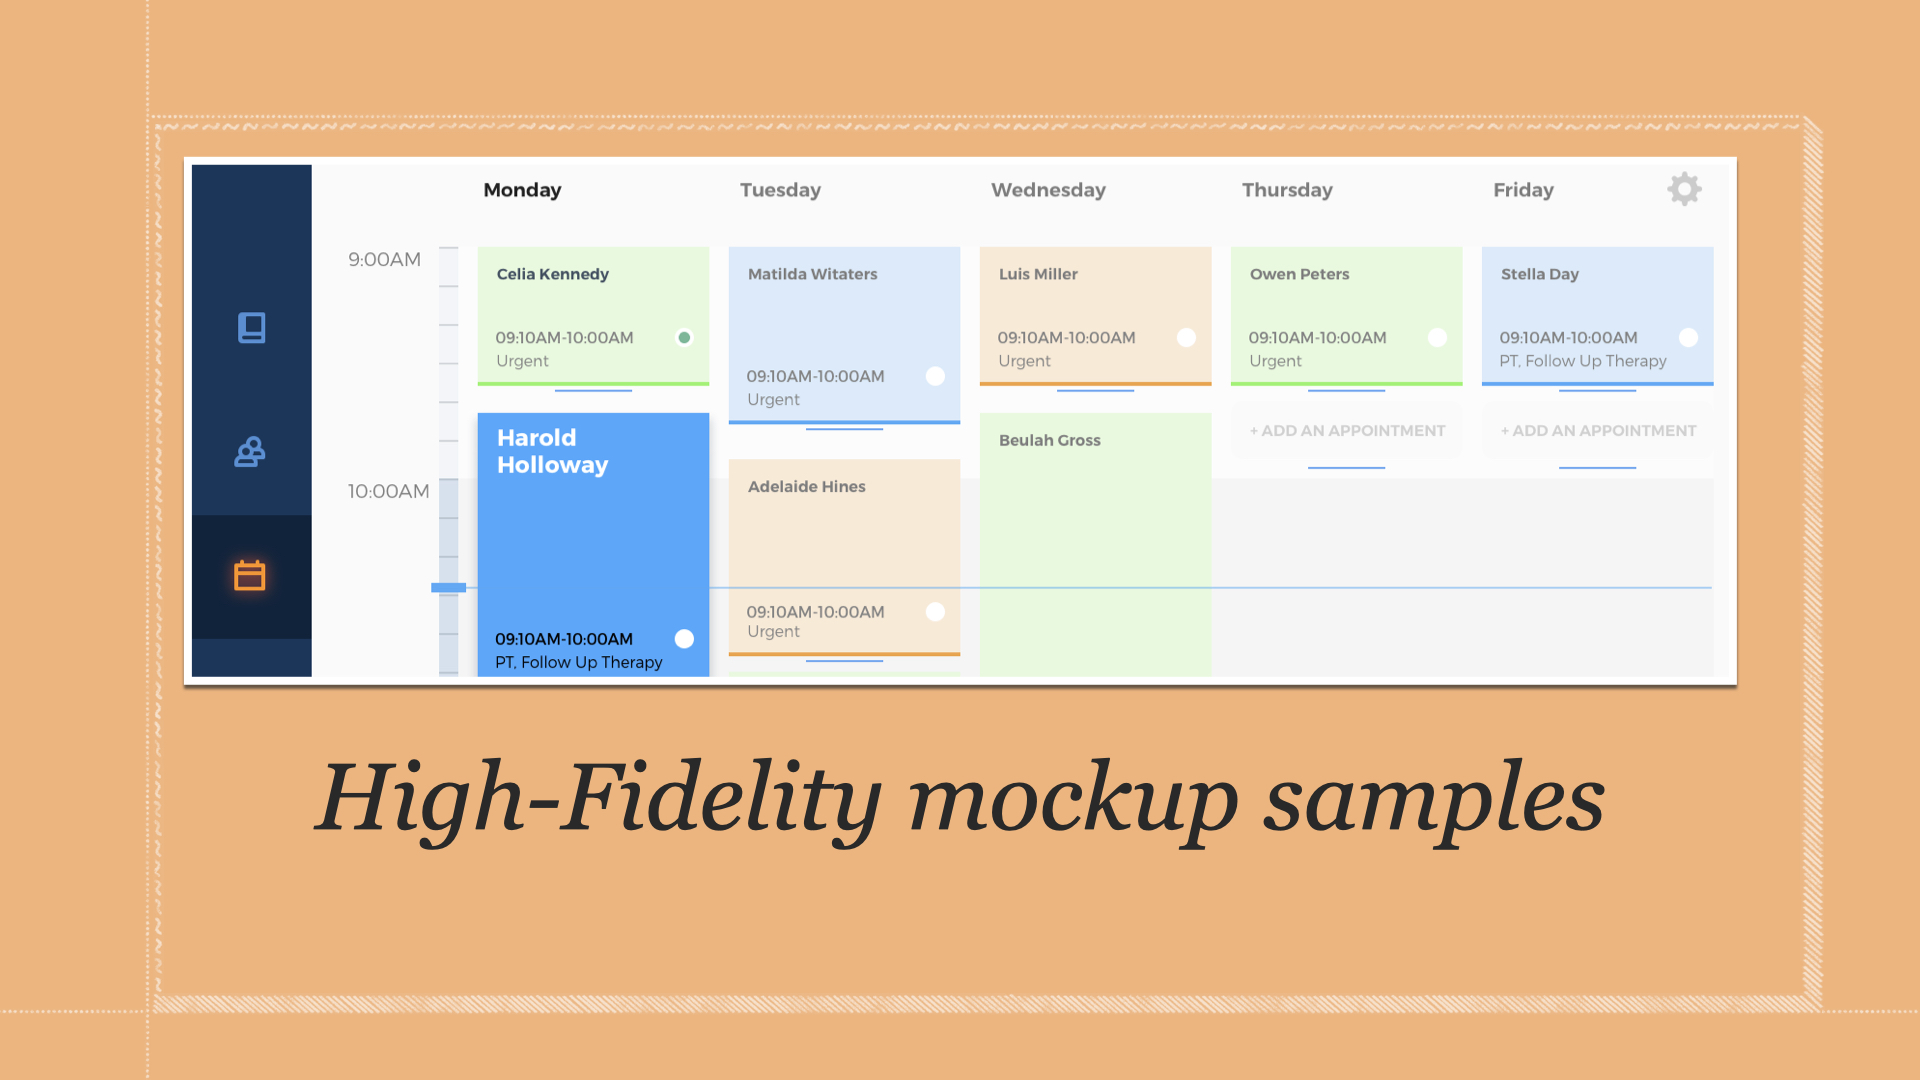 Monday
Tuesday
Wednesday
Thursday
Friday
9:00AM
Celia Kennedy
09:10AM-10:00AM
Urgent
Matilda Witaters
09:10AM-10:00AM
Urgent
Luis Miller
09:10AM-10:00AM
Urgent
Owen Peters
09:10AM-10:00AM
Urgent
Stella Day
09:10AM-10:00AM
PT, Follow Up Therapy
10:00AM
Harold
Holloway
09:10AM-10:00AM
PT, Follow Up Therapy
Adelaide Hines
09:10AM-10:00AM
Urgent
Beulah Gross
+ ADD AN APPOINTMENT
+ ADD AN APPOINTMENT
High-Fidelity mockup samples